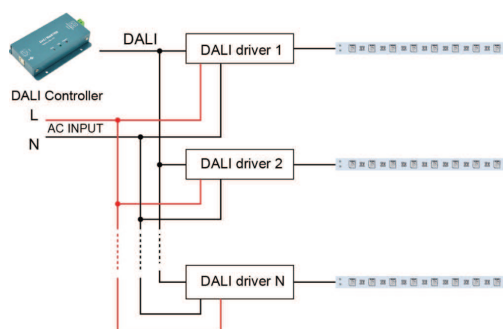 DALI
DALI driver 1
DALI Controller
L
AC INPUT
N
DALI driver 2
DALI driver N